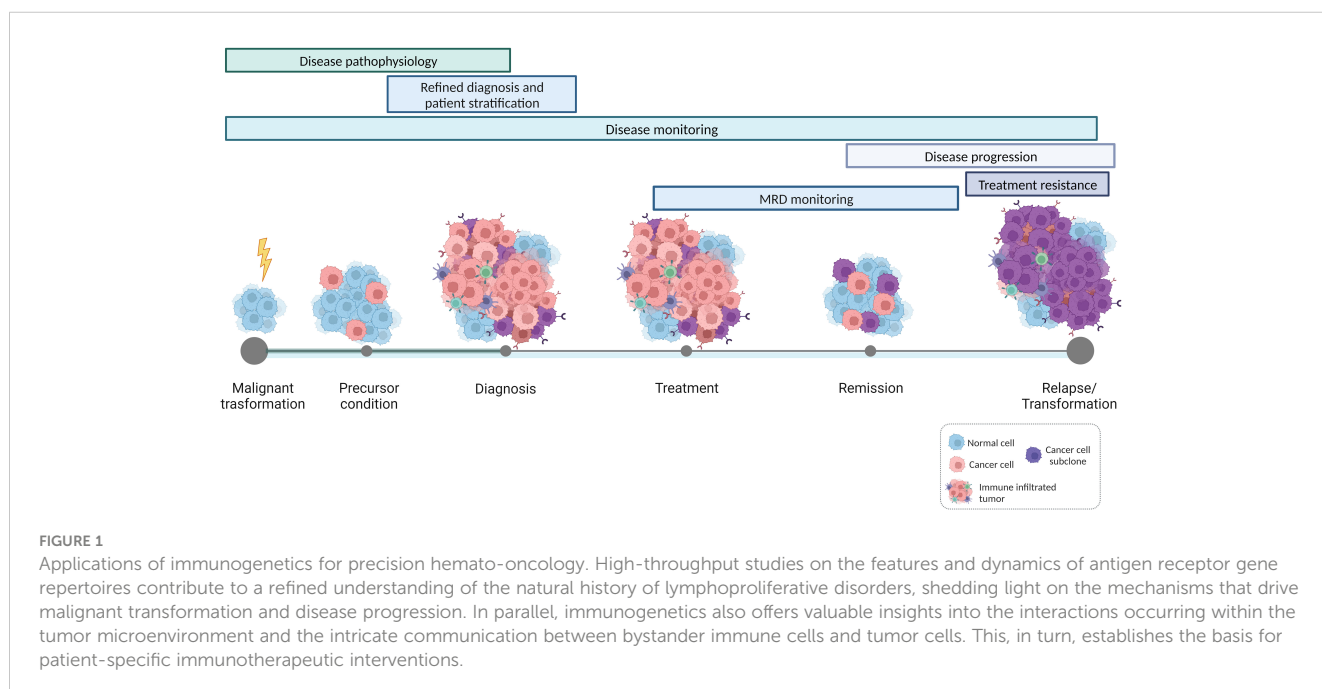 Disease pathophysiology
Refined diagnosis and
patient stratification
Disease monitoring
Disease progression
Treatment resistance
MRD monitoring
Malignant
trasformation
Precursor
condition
Diagnosis
Treatment
Remission
Relapse/
Transformation
Normal cell
Cancer cell
Cancer cell
subclone
Immune infiltrated
tumor
FIGURE 1
Applications of immunogenetics for precision hemato-oncology. High-throughput studies on the features and dynamics of antigen receptor gene
repertoires contribute to a refined understanding of the natural history of lymphoproliferative disorders, shedding light on the mechanisms that drive
malignant transformation and disease progression. In parallel, immunogenetics also offers valuable insights into the interactions occurring within the
tumor microenvironment and the intricate communication between bystander immune cells and tumor cells. This, in turn, establishes the basis for
patient-specific immunotherapeutic interventions.